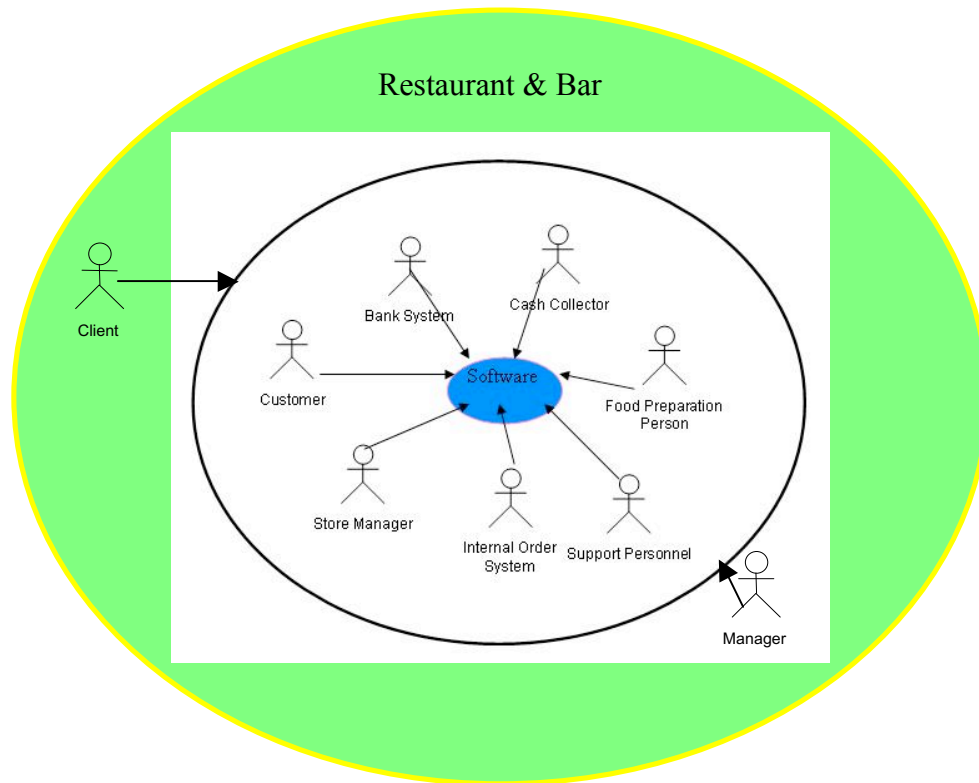 Restaurant & Bar
Client
Bank System
Cash Collector
Software
Customer
Food Preparation
Person
Store Manager
Internal Order
System
Support Personnel
Manager